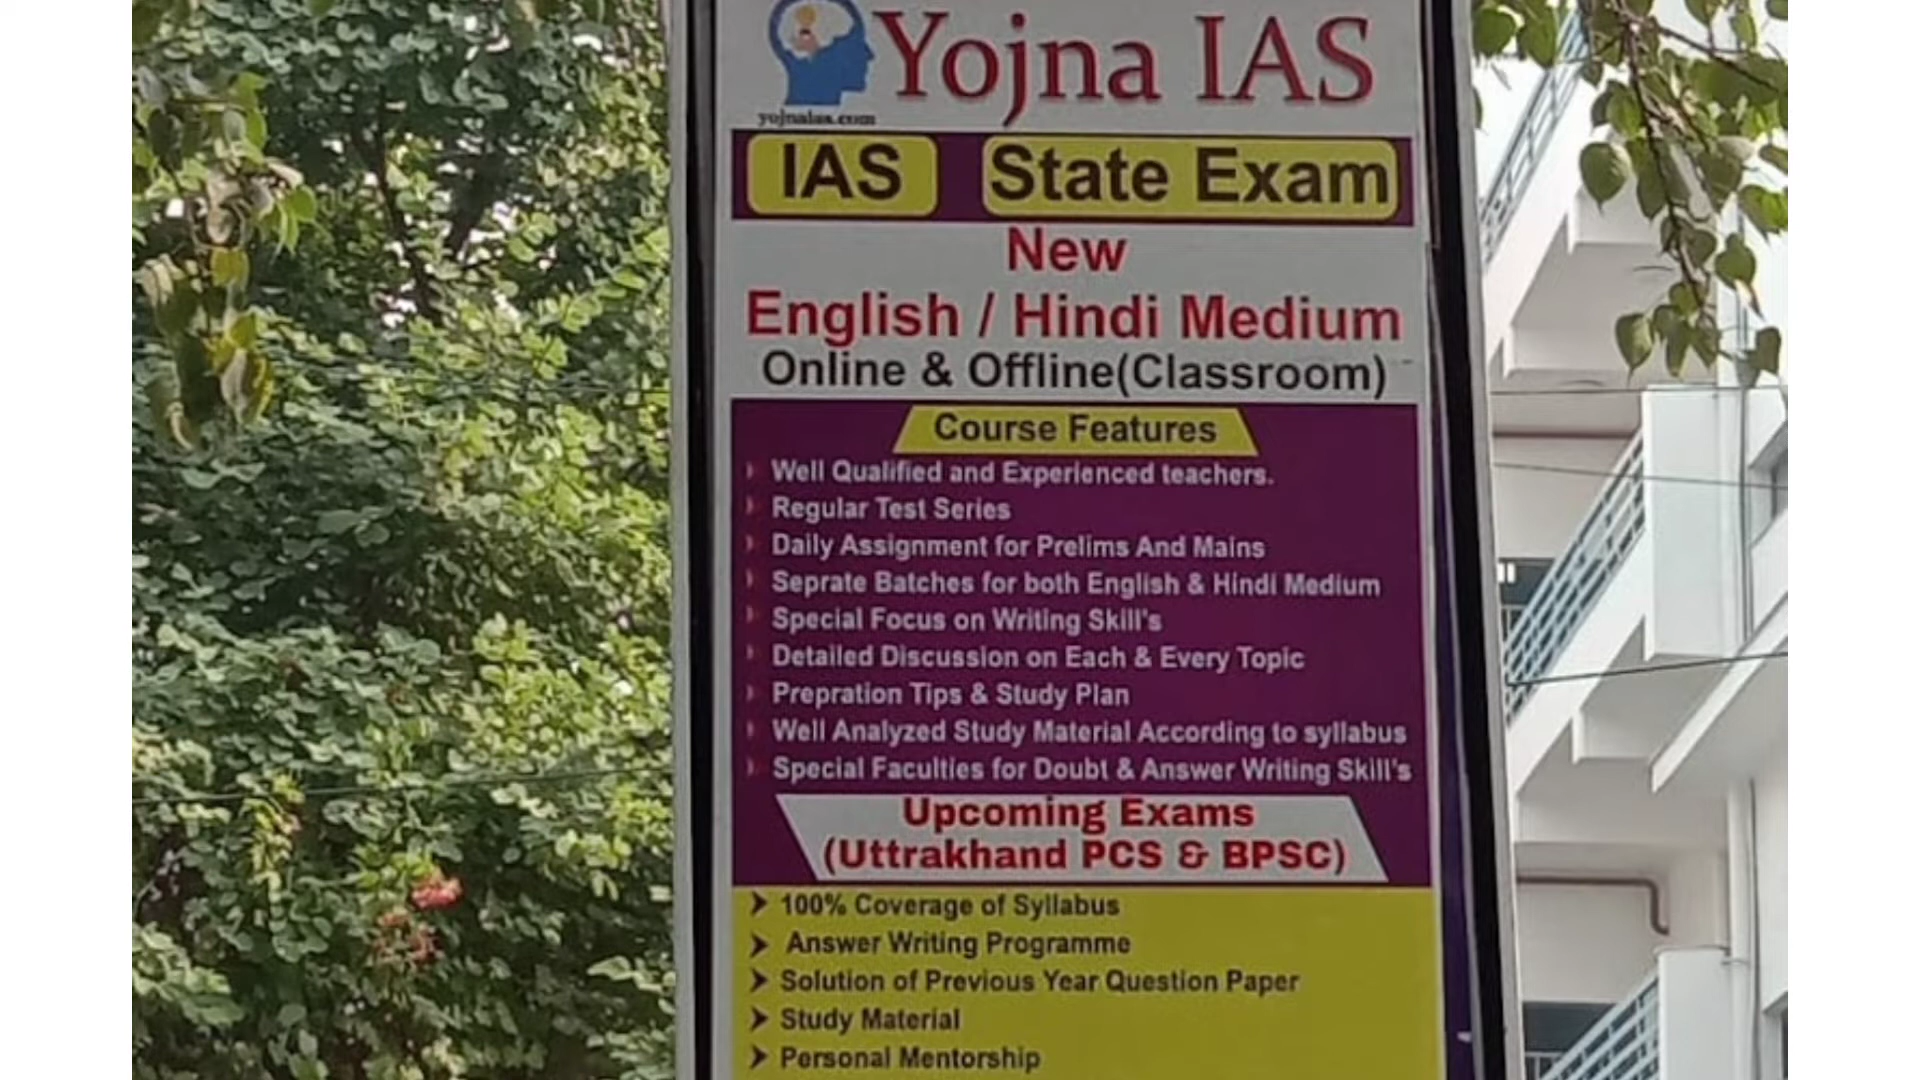 Yojna IAS
yojnaias.com
IAS State Exam
New
English / Hindi Medium
Online & Offline(Classroom)
Course Features
Well Qualified and Experienced teachers.
Regular Test Series
Daily Assignment for Prelims And Mains
Seprate Batches for both English & Hindi Medium
Special Focus on Writing Skill's
Detailed Discussion on Each & Every Topic
Prepration Tips & Study Plan
Well Analyzed Study Material According to syllabus
Special Faculties for Doubt & Answer Writing Skill's
Upcoming Exams
(Uttrakhand PCS & BPSC)
100% Coverage of Syllabus
Answer Writing Programme
Solution of Previous Year Question Paper
Study Material
Personal Mentorship